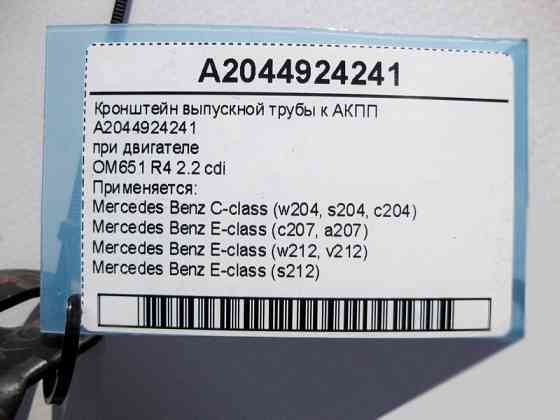 A2044924241
Кронштейн выпускной трубы к АКПП
A2044924241
при двигателе
OM651 R4 2.2 cdi
Применяется:
Mercedes Benz C-class (w204, s204, c204)
Mercedes Benz E-class (c207, a207)
Mercedes Benz E-class (w212, v212)
Mercedes Benz E-class (s212)